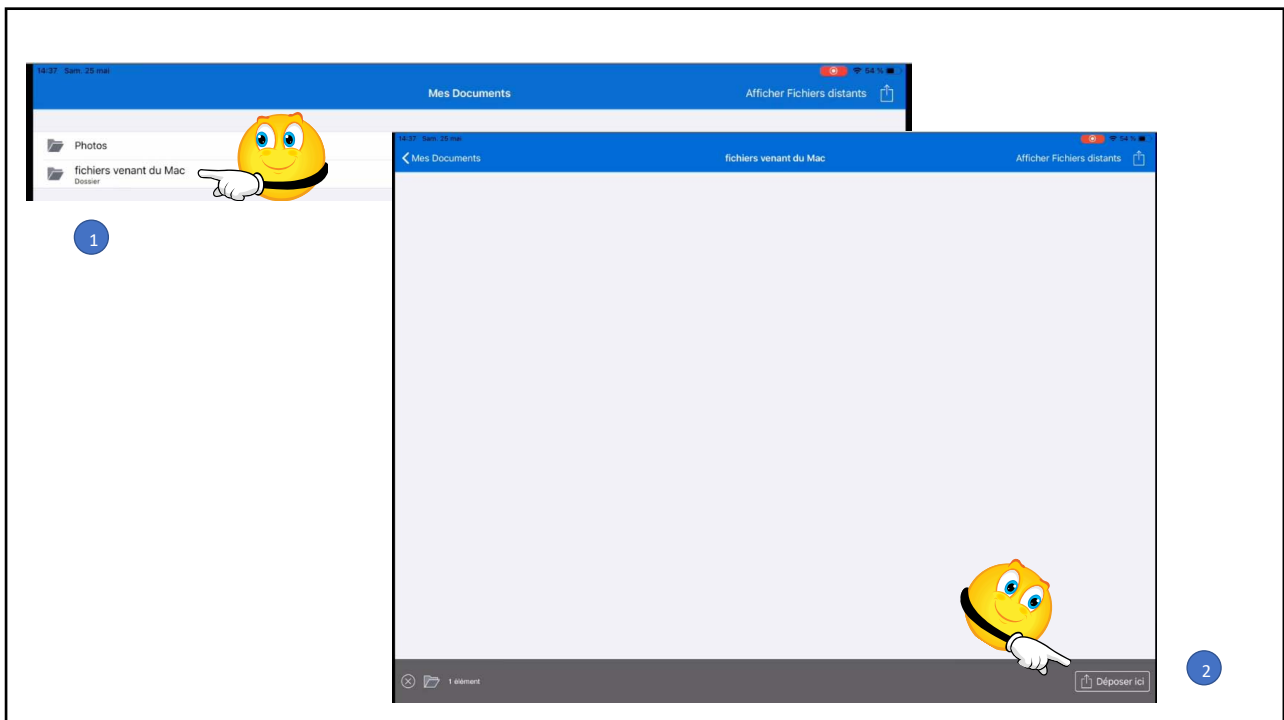 14:37 Sam. 25 mai 54 %
Mes Documents Afficher Fichiers distants
Photos
fichiers venant du Mac
Dossier
1
14:37 Sam. 25 mai 54 %
Mes Documents fichiers venant du Mac Afficher Fichiers distants
1 élément Déposer ici
2